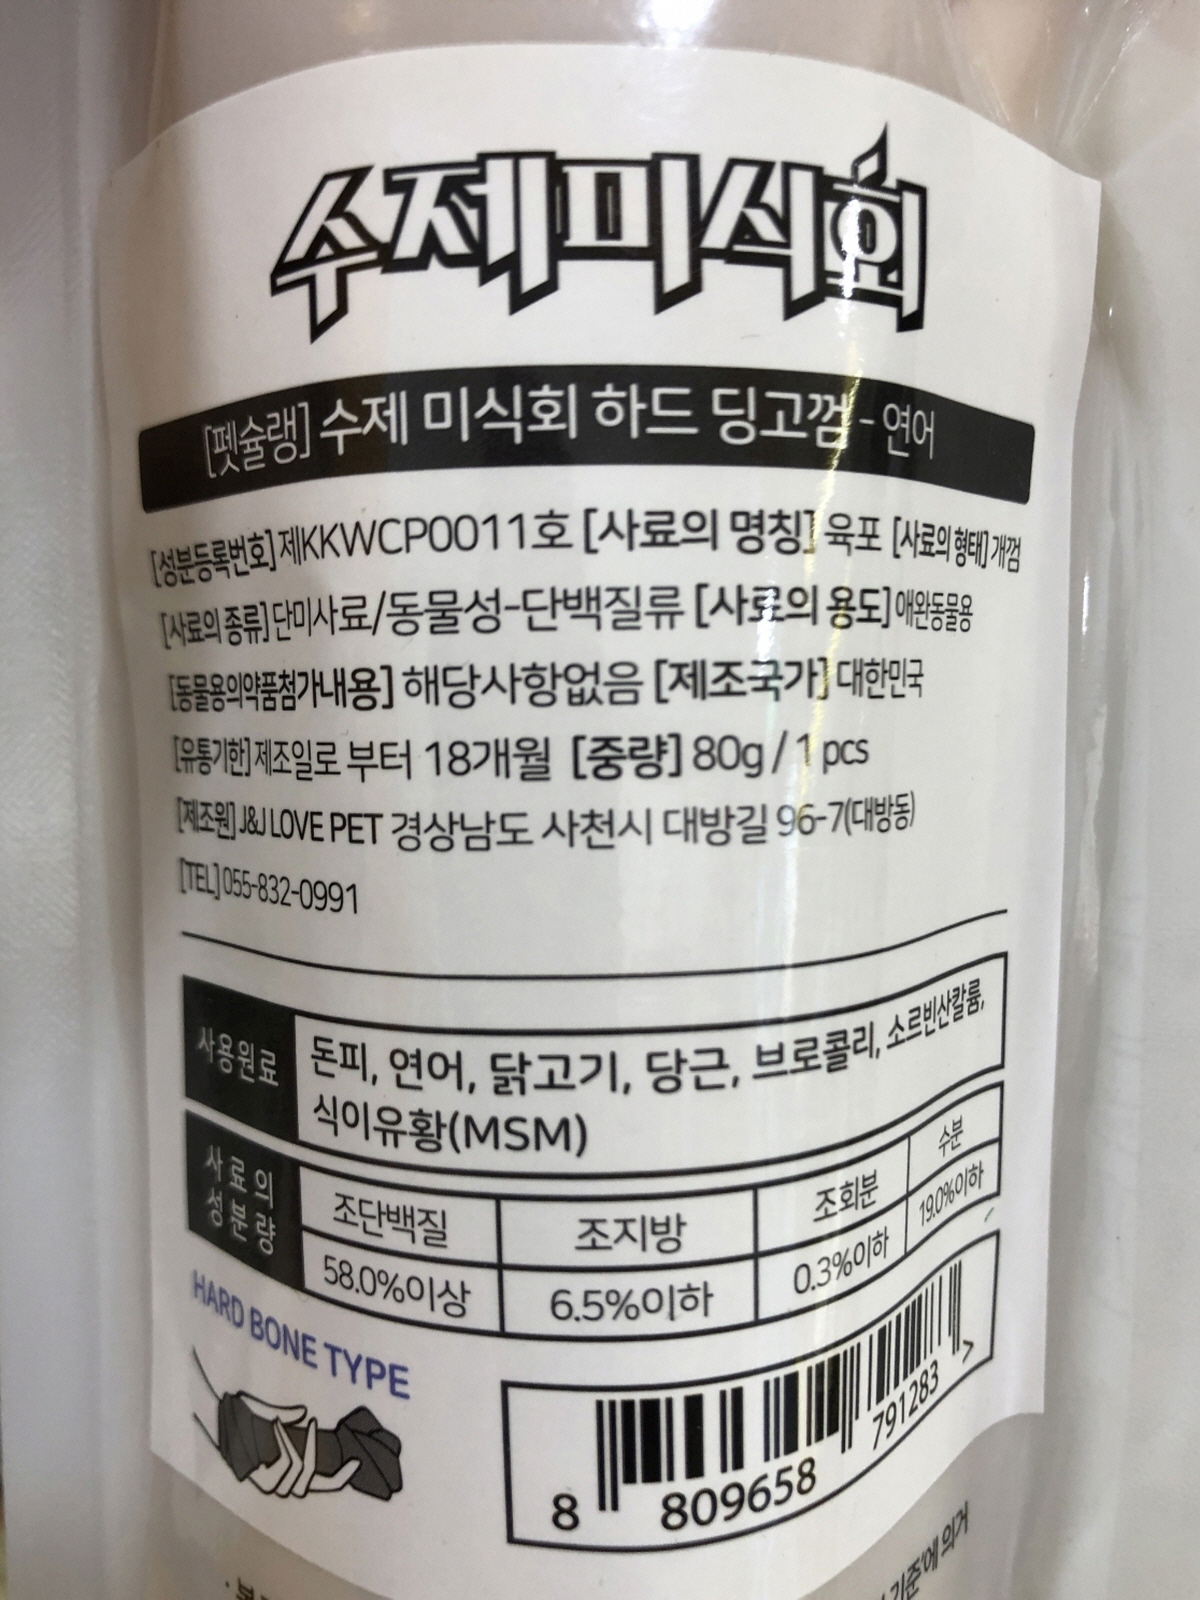 수제미식회
[펫슐랭] 수제 미식회 하드 딩고껌 - 연어
[성분등록번호] 제KKWCP0011호 [사료의 명칭] 육포 [사료의 형태] 개껌
[사료의 종류] 단미사료/동물성-단백질류 [사료의 용도] 애완동물용
[동물용의약품첨가내용] 해당사항없음 [제조국가] 대한민국
[유통기한] 제조일로 부터 18개월 [중량] 80g / 1 pcs
[제조원] J&J LOVE PET 경상남도 사천시 대방길 96-7(대방동)
[TEL] 055-832-0991
사용원료
돈피, 연어, 닭고기, 당근, 브로콜리, 소르빈산칼륨,
식이유황(MSM)
사료의
성분량
조단백질 조지방 조회분 수분
58.0%이상 6.5%이하 0.3%이하 19.0%이하
HARD BONE TYPE
8 809658 791283 >
기준'에 의거